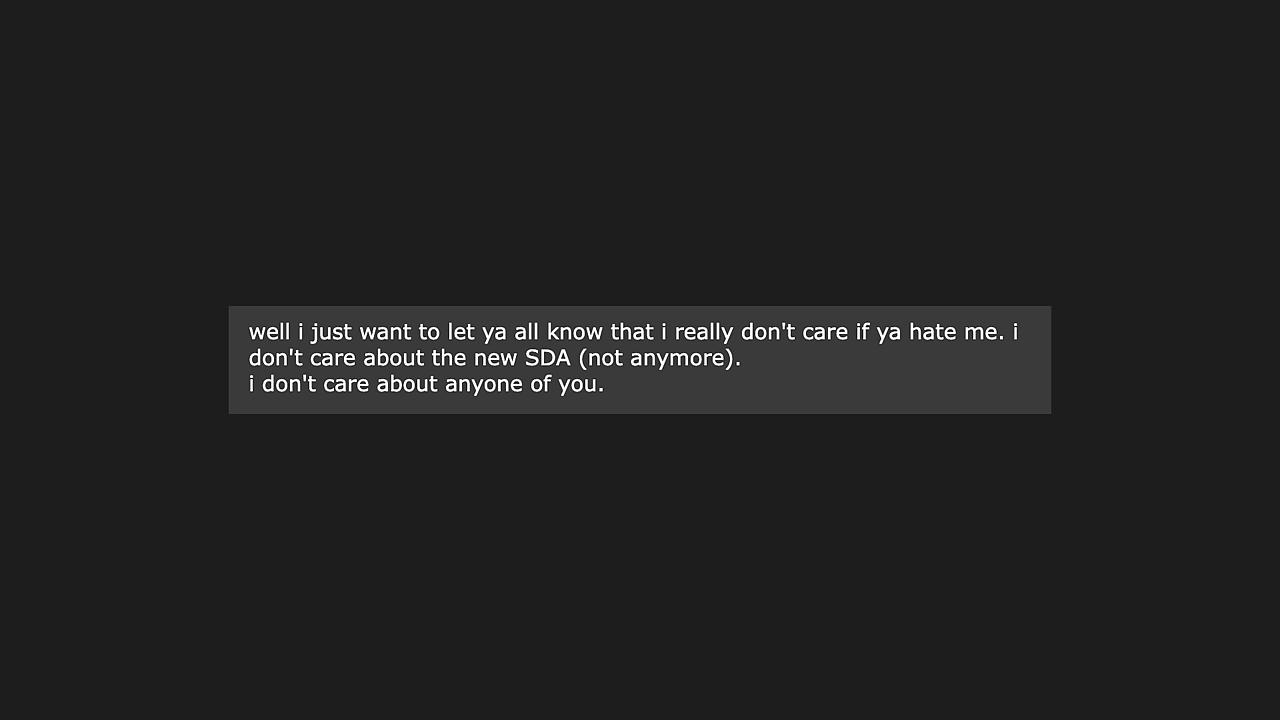 well i just want to let ya all know that i really don't care if ya hate me. i
don't care about the new SDA (not anymore).
i don't care about anyone of you.